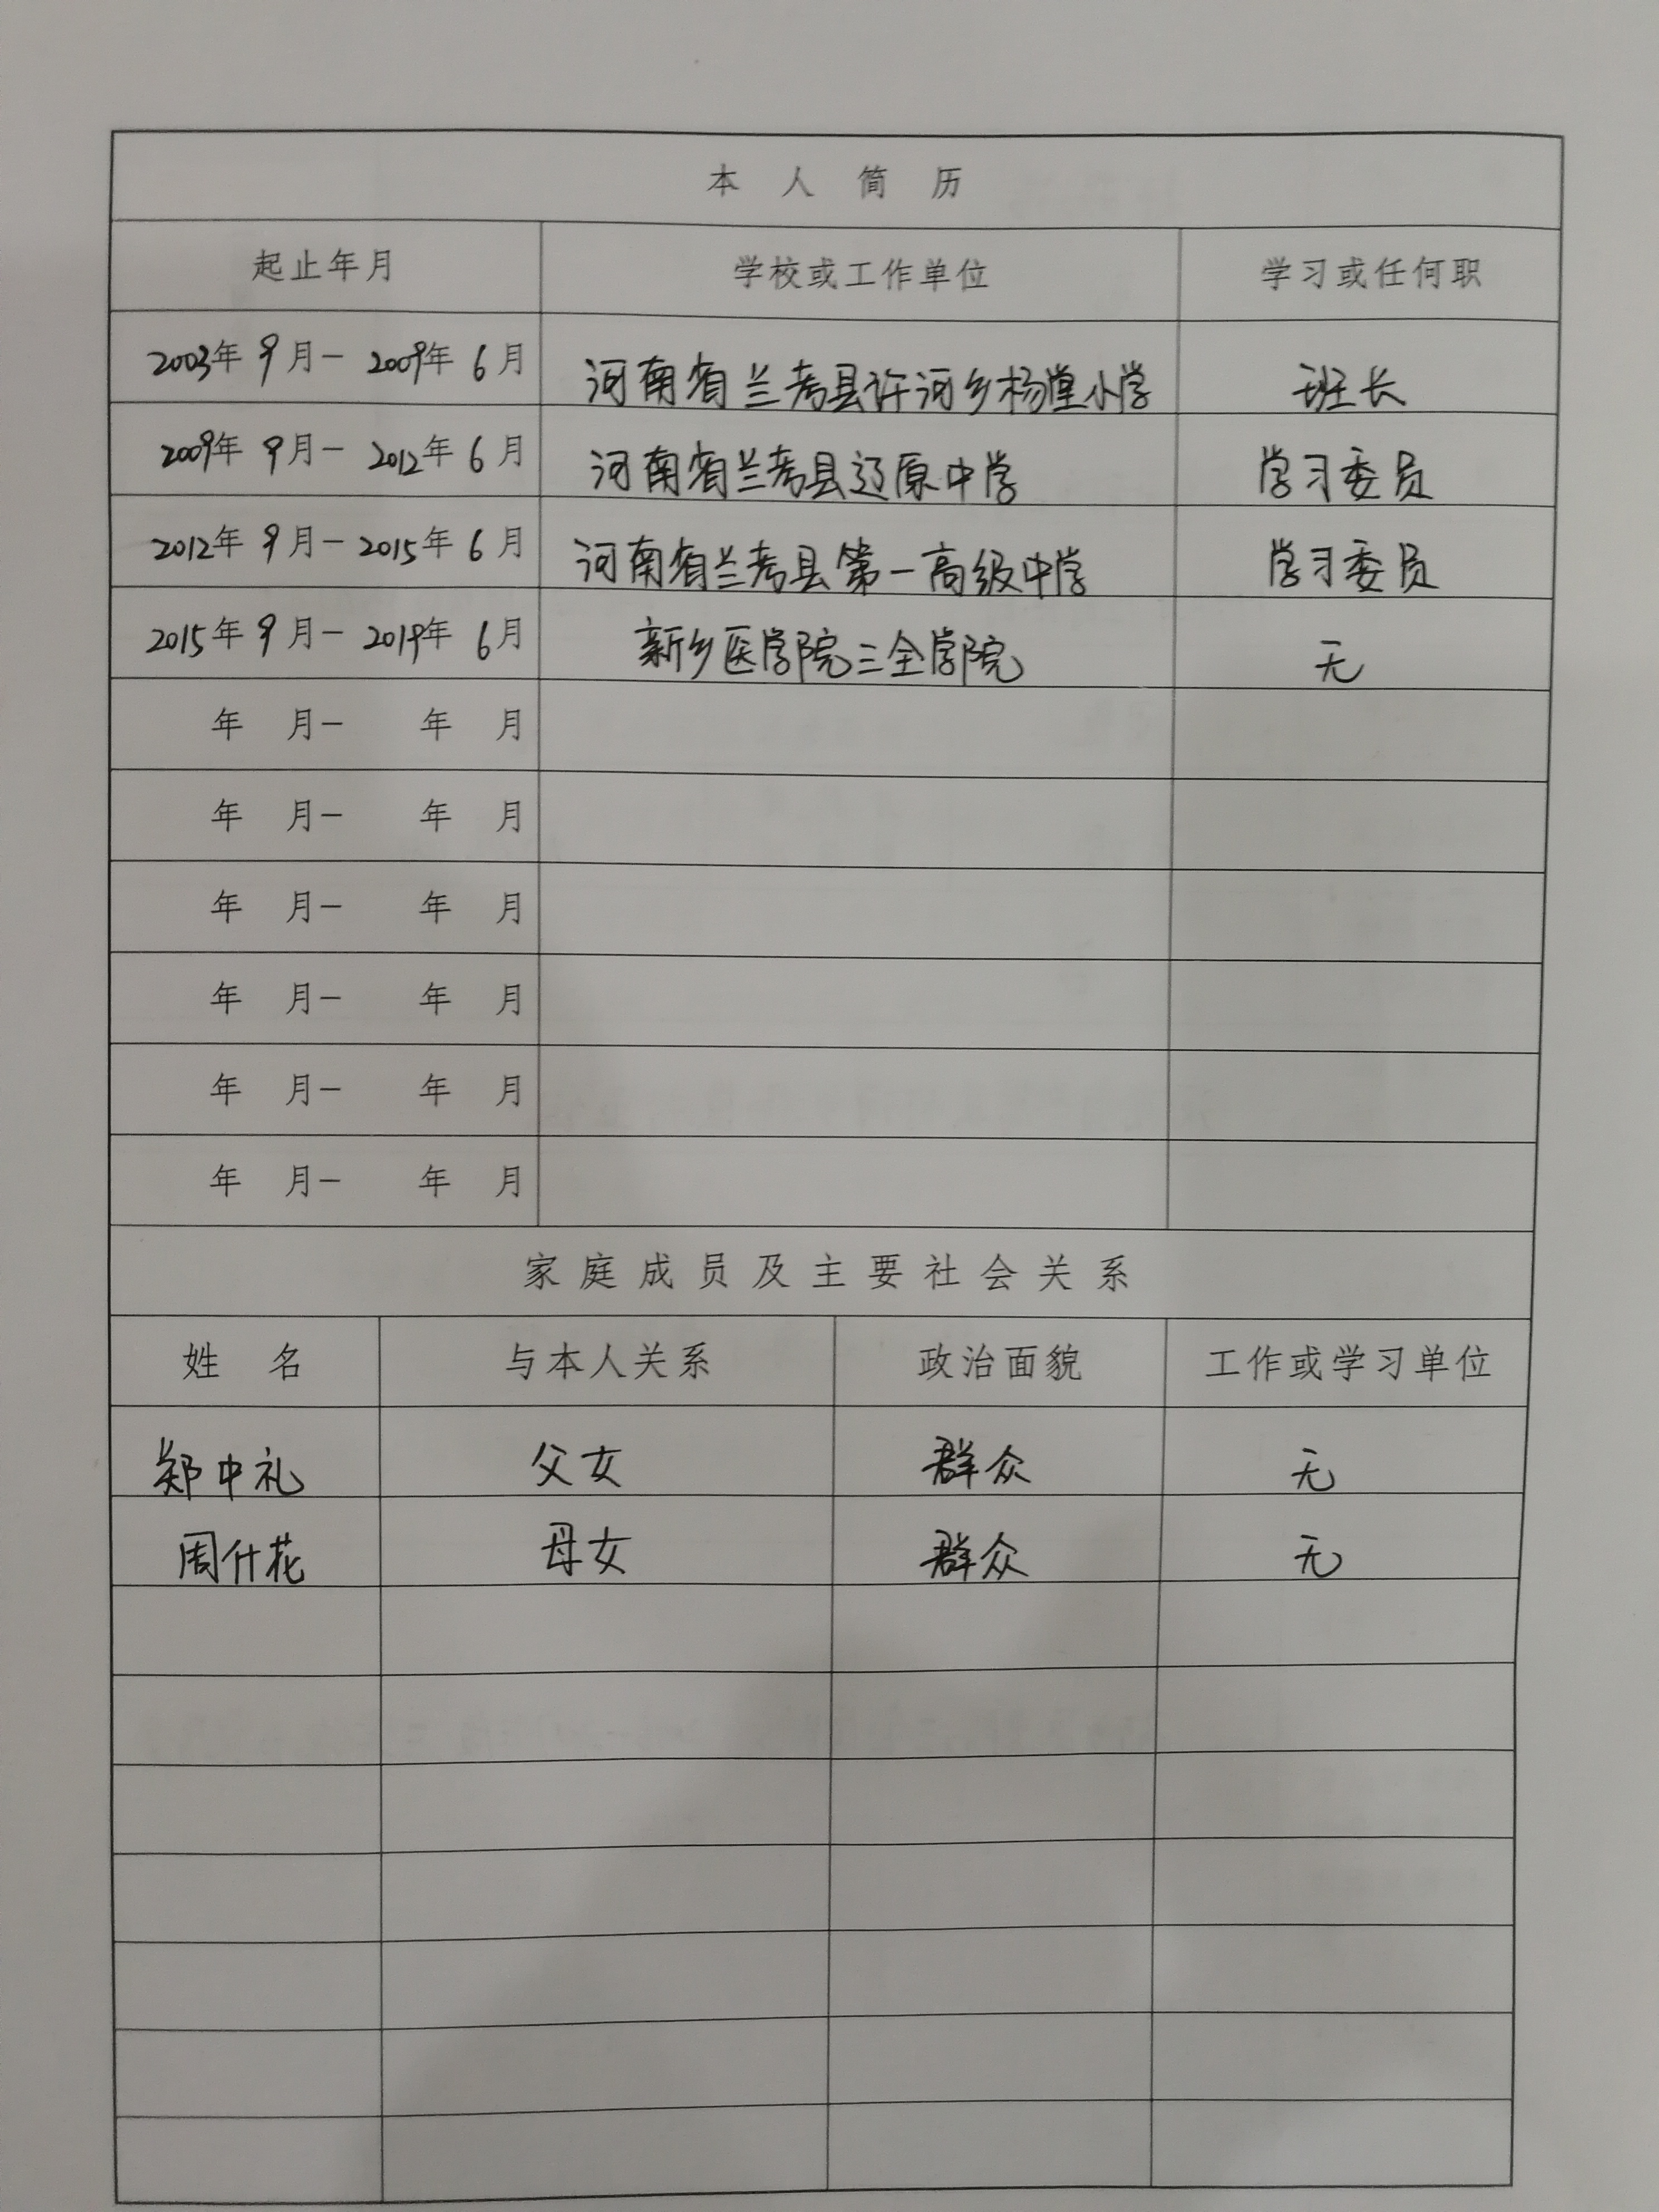 本人简历
起止年月 学校或工作单位 学习或任何职
2003年9月－2009年6月 河南省兰考县许河乡杨堂小学 班长
2009年9月－2012年6月 河南省兰考县辽原中学 学习委员
2012年9月－2015年6月 河南省兰考县第一高级中学 学习委员
2015年9月－2019年6月 新乡医学院三全学院 无
年 月－ 年 月
年 月－ 年 月
年 月－ 年 月
年 月－ 年 月
年 月－ 年 月
年 月－ 年 月
家庭成员及主要社会关系
姓名 与本人关系 政治面貌 工作或学习单位
郑中礼 父女 群众 无
周什花 母女 群众 无